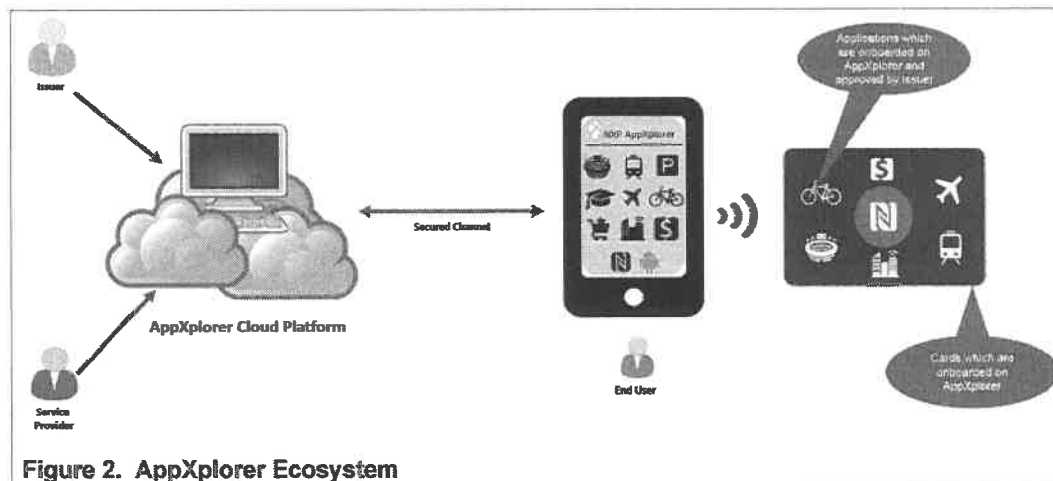 Issuer
Applications which
are onboarded on
AppXplorer and
approved by issuer
NXP AppXplorer
P
$
$
N
N
Secured Channel
AppXplorer Cloud Platform
Service
Provider
End User
Cards which are
onboarded on
AppXplorer
Figure 2. AppXplorer Ecosystem